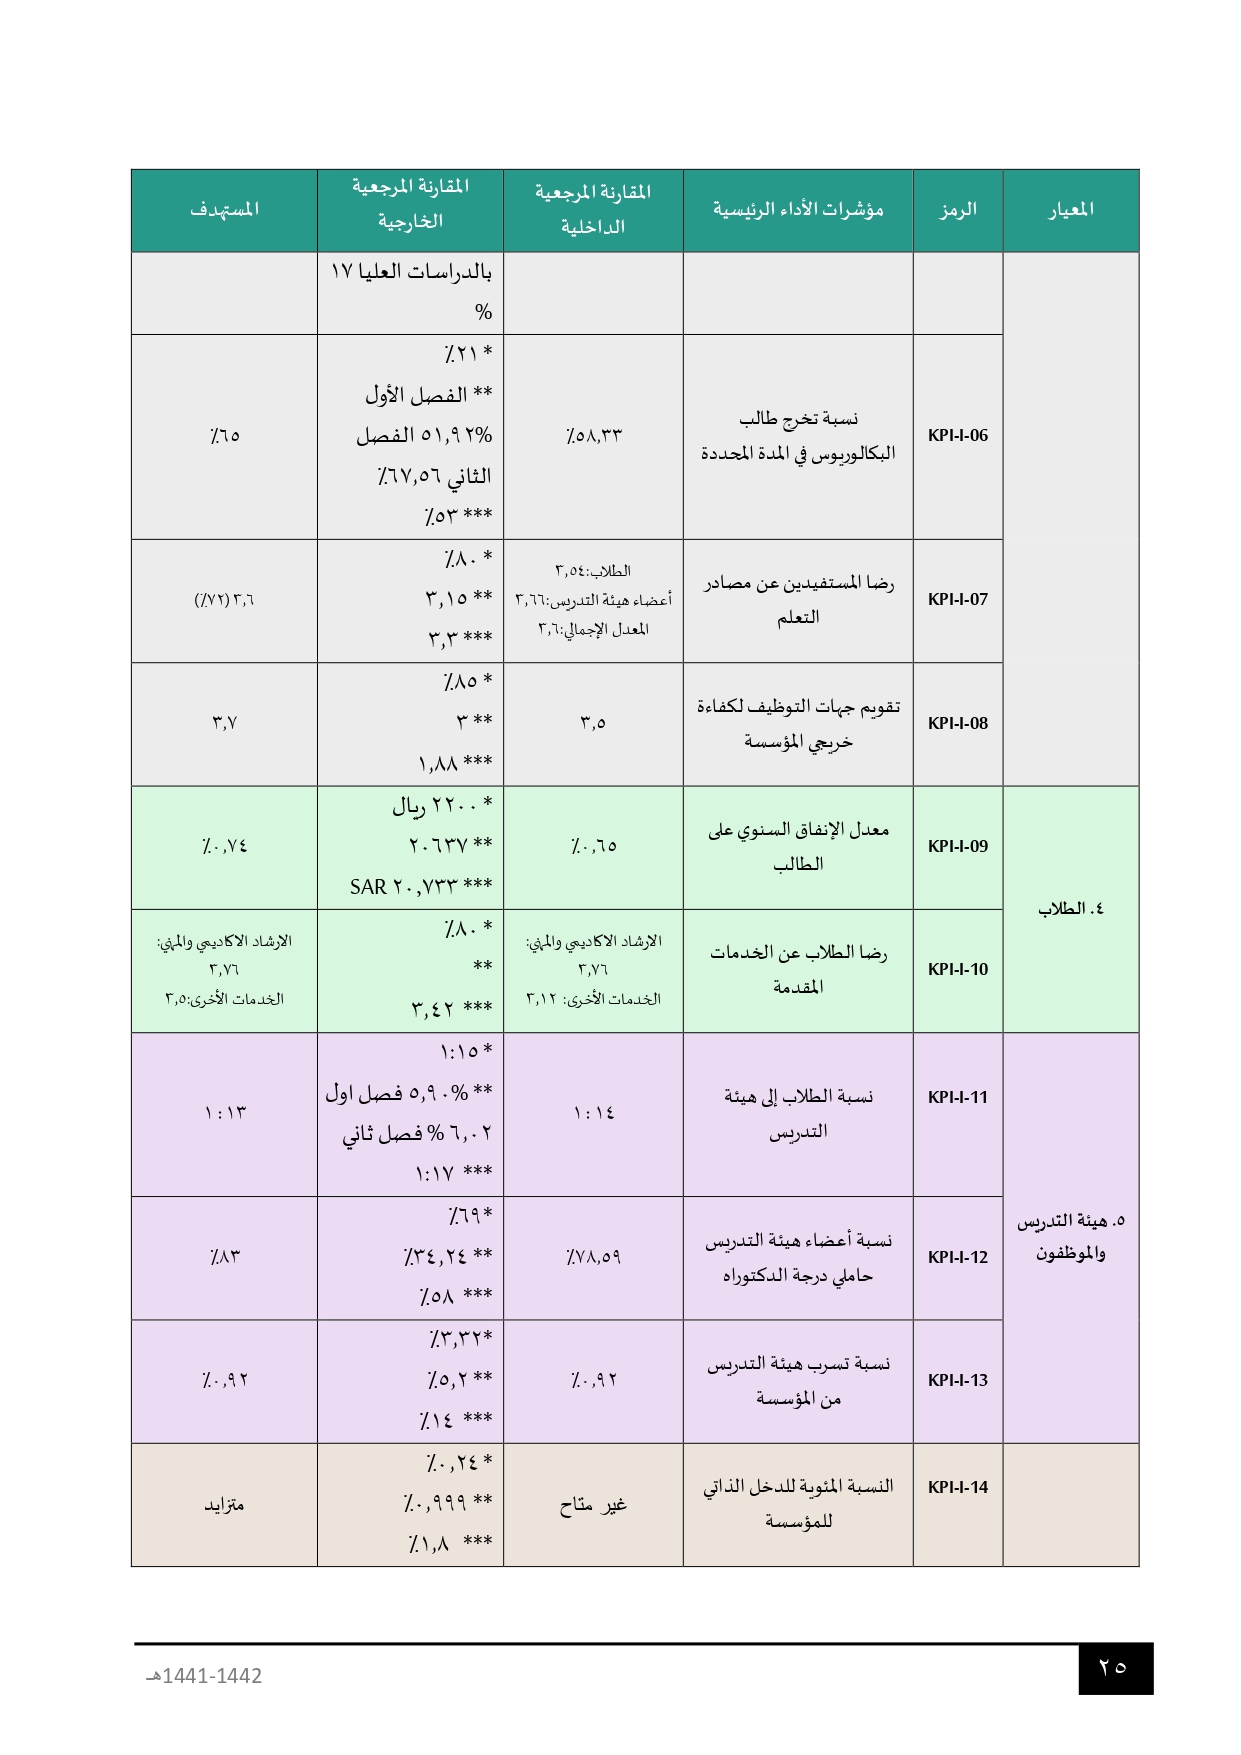 المعيار
الرمز
مؤشرات الأداء الرئيسية
المقارنة المرجعية
الداخلية
المقارنة المرجعية
الخارجية
المستهدف
بالدراسات العليا ١٧
%
KPI-I-06
نسبة تخرج طالب
البكالوريوس في المدة المحددة
٥٨,٣٣٪
* ٢١٪
** الفصل الأول
%٥١,٩٢ الفصل
الثاني ٦٧,٥٦٪
*** ٥٣٪
٦٥٪
KPI-I-07
رضا المستفيدين عن مصادر
التعلم
الطلاب:٣,٥٤
أعضاء هيئة التدريس:٣,٦٦
المعدل الإجمالي:٣,٦
* ٨٠٪
** ٣,١٥
*** ٣,٣
٣,٦ (٧٢٪)
KPI-I-08
تقويم جهات التوظيف لكفاءة
خريجي المؤسسة
٣,٥
* ٨٥٪
** ٣
*** ١,٨٨
٣,٧
٤. الطلاب
KPI-I-09
معدل الإنفاق السنوي على
الطالب
٠,٦٥٪
* ٢٢٠٠ ريال
** ٢٠٦٣٧
*** ٢٠,٧٣٣ SAR
٠,٧٤٪
KPI-I-10
رضا الطلاب عن الخدمات
المقدمة
الارشاد الاكاديمي والمهني:
٣,٧٦
الخدمات الأخرى: ٣,١٢
* ٨٠٪
**
*** ٣,٤٢
الارشاد الاكاديمي والمهني:
٣,٧٦
الخدمات الأخرى:٣,٥
٥. هيئة التدريس
والموظفون
KPI-I-11
نسبة الطلاب إلى هيئة
التدريس
١:١٤
* ١:١٥
** %٥,٩٠ فصل اول
٦,٠٢ % فصل ثاني
*** ١:١٧
١:١٣
KPI-I-12
نسبة أعضاء هيئة التدريس
حاملي درجة الدكتوراه
٧٨,٥٩٪
*٦٩٪
** ٣٤,٢٤٪
*** ٥٨٪
٨٣٪
KPI-I-13
نسبة تسرب هيئة التدريس
من المؤسسة
٠,٩٢٪
*٣,٣٢٪
** ٥,٢٪
*** ١٤٪
٠,٩٢٪
KPI-I-14
النسبة المئوية للدخل الذاتي
للمؤسسة
غير متاح
* ٠,٢٤٪
** ٠,٩٩٩٪
*** ١,٨٪
متزايد
1441-1442هـ
٢٥